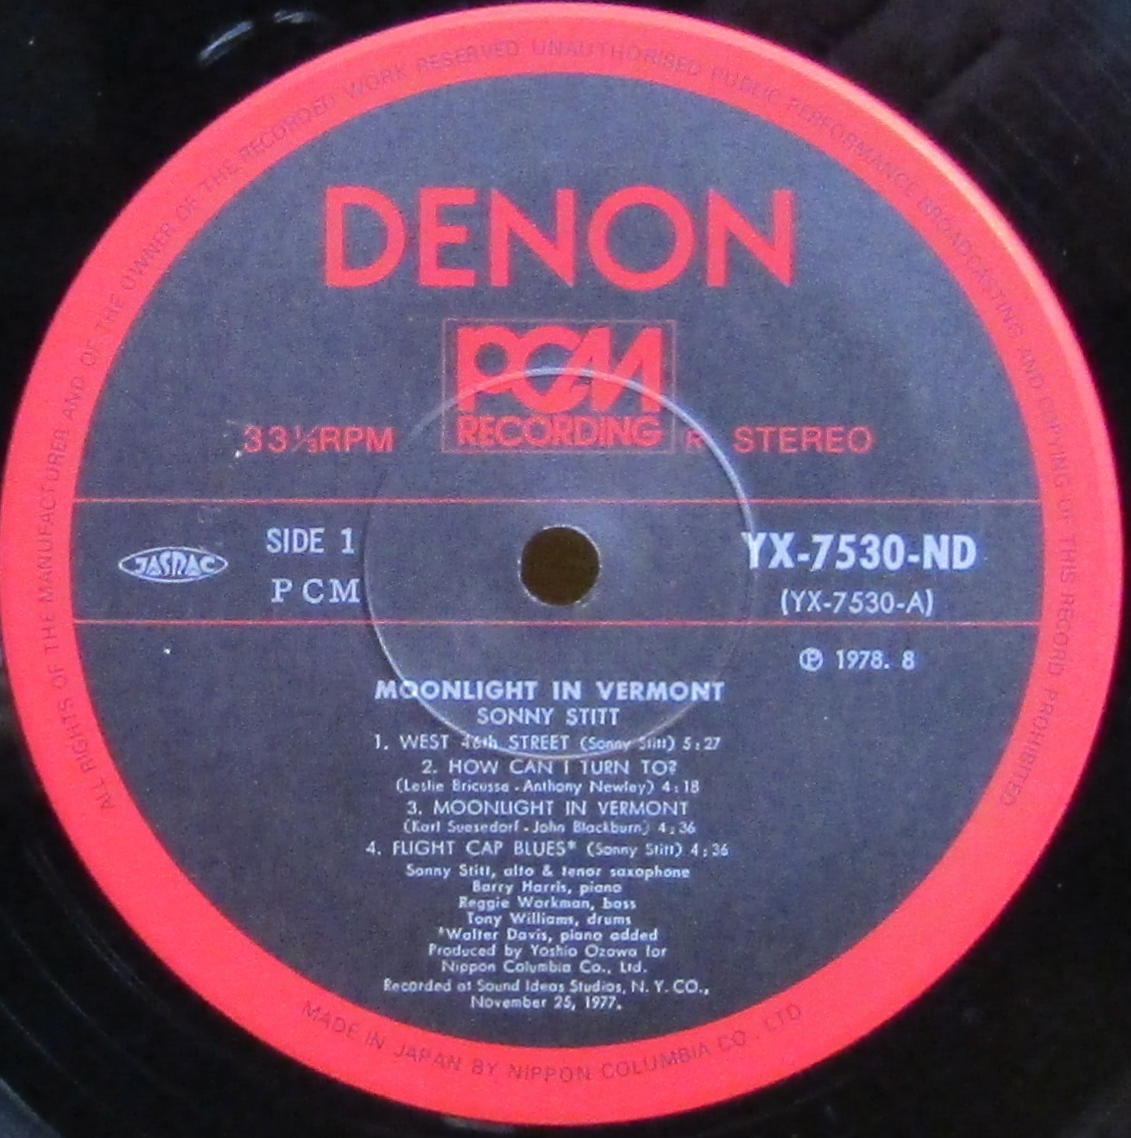 ALL RIGHTS OF THE MANUFACTURER AND OF THE OWNER OF THE RECORDED WORK RESERVED UNAUTHORISED PUBLIC PERFORMANCE BROADCASTING AND COPYING OF THIS RECORD PROHIBITED
DENON
PCM
RECORDING
33⅓RPM
R STEREO
JASRAC
SIDE 1
PCM
YX-7530-ND
(YX-7530-A)
℗ 1978. 8
MOONLIGHT IN VERMONT
SONNY STITT
1. WEST 46th STREET (Sonny Stitt) 5:27
2. HOW CAN I TURN TO?
(Leslie Bricussa - Anthony Newley) 4:18
3. MOONLIGHT IN VERMONT
(Karl Suesedorf - John Blackburn) 4:36
4. FLIGHT CAP BLUES* (Sonny Stitt) 4:36
Sonny Stitt, alto & tenor saxophone
Barry Harris, piano
Reggie Workman, bass
Tony Williams, drums
*Walter Davis, piano added
Produced by Yoshio Ozawa for
Nippon Columbia Co., Ltd.
Recorded at Sound Ideas Studios, N. Y. CO.,
November 25, 1977.
MADE IN JAPAN BY NIPPON COLUMBIA CO., LTD